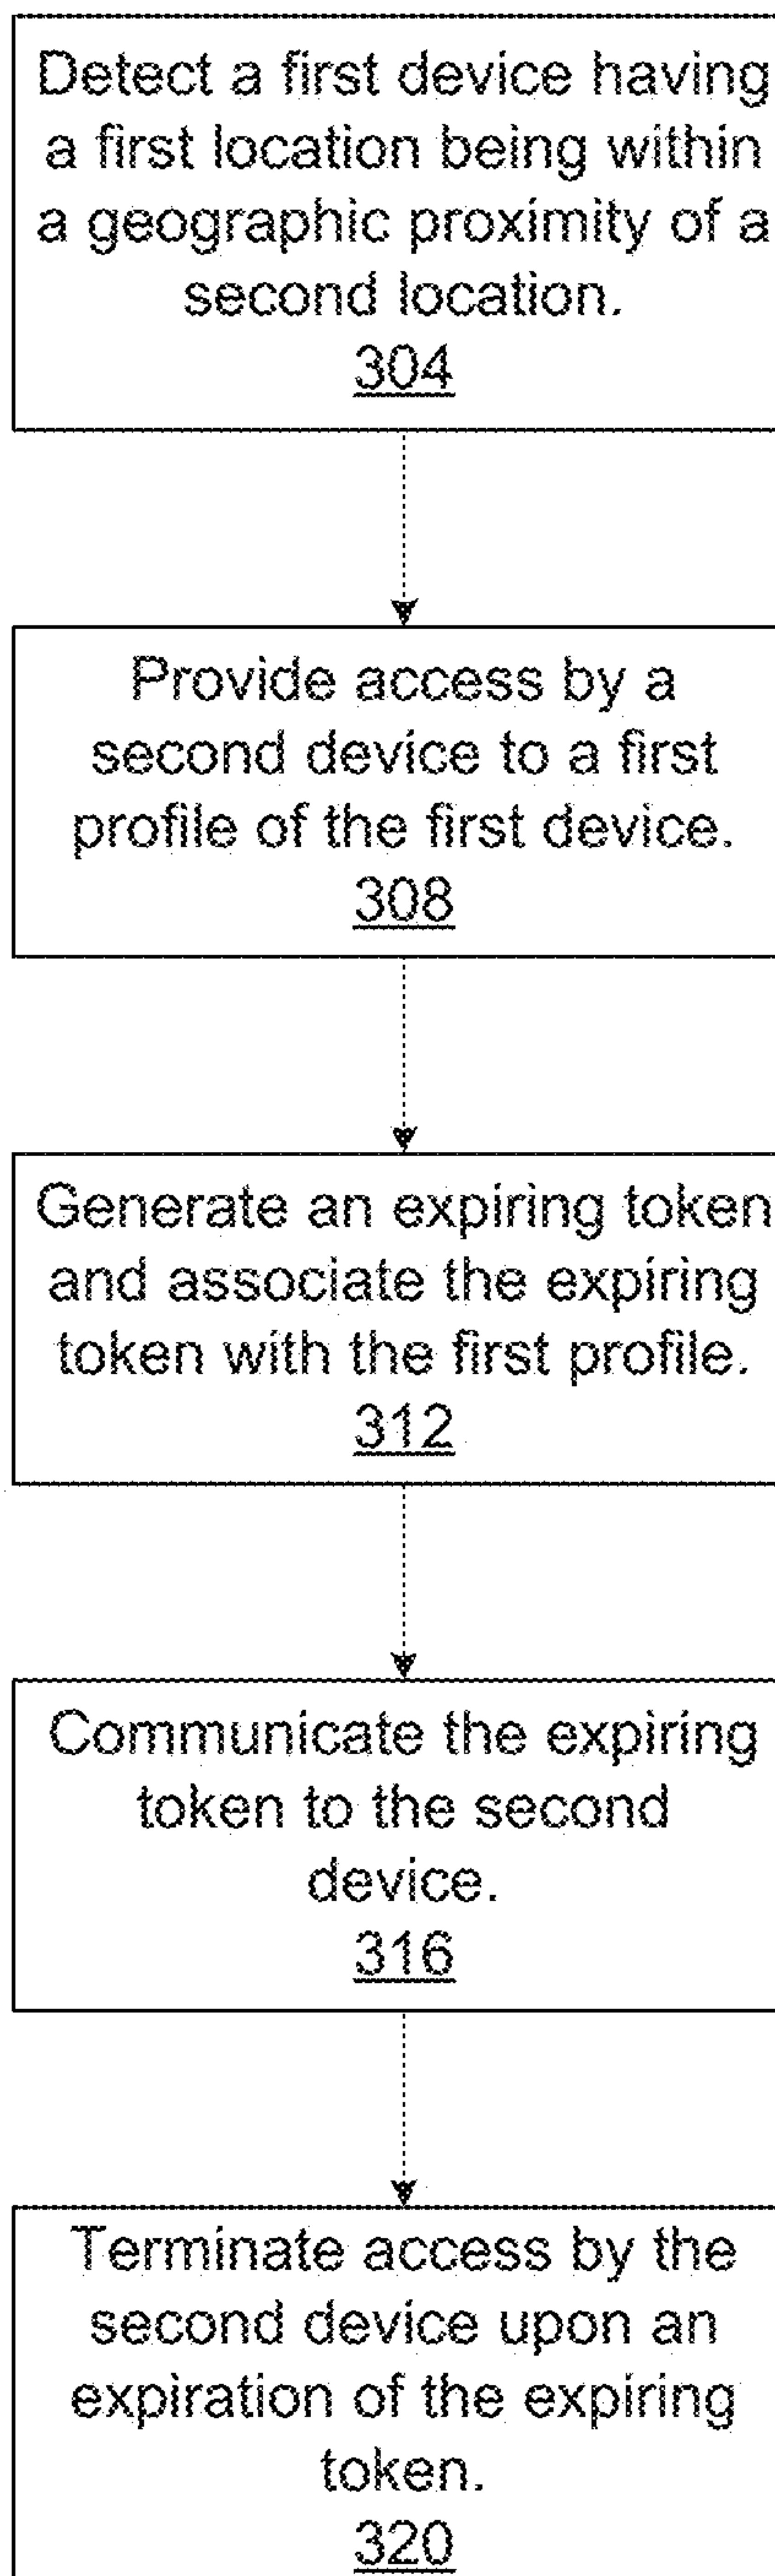 Detect a first device having
a first location being within
a geographic proximity of a
second location.
304
Provide access by a
second device to a first
profile of the first device.
308
Generate an expiring token
and associate the expiring
token with the first profile.
312
Communicate the expiring
token to the second
device.
316
Terminate access by the
second device upon an
expiration of the expiring
token.
320